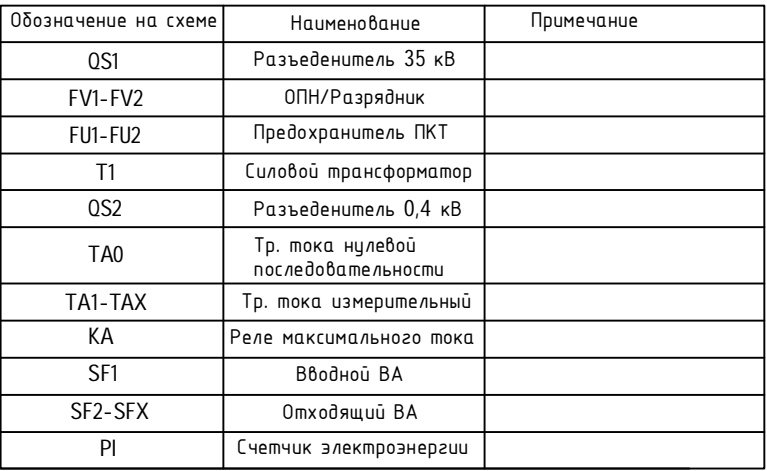 Обозначение на схеме Наименование Примечание
QS1 Разъеденитель 35 кВ
FV1-FV2 ОПН/Разрядник
FU1-FU2 Предохранитель ПКТ
T1 Силовой трансформатор
QS2 Разъеденитель 0,4 кВ
TA0 Тр. тока нулевой
последовательности
TA1-TAX Тр. тока измерительный
KA Реле максимального тока
SF1 Вводной ВА
SF2-SFX Отходящий ВА
PI Счетчик электроэнергии